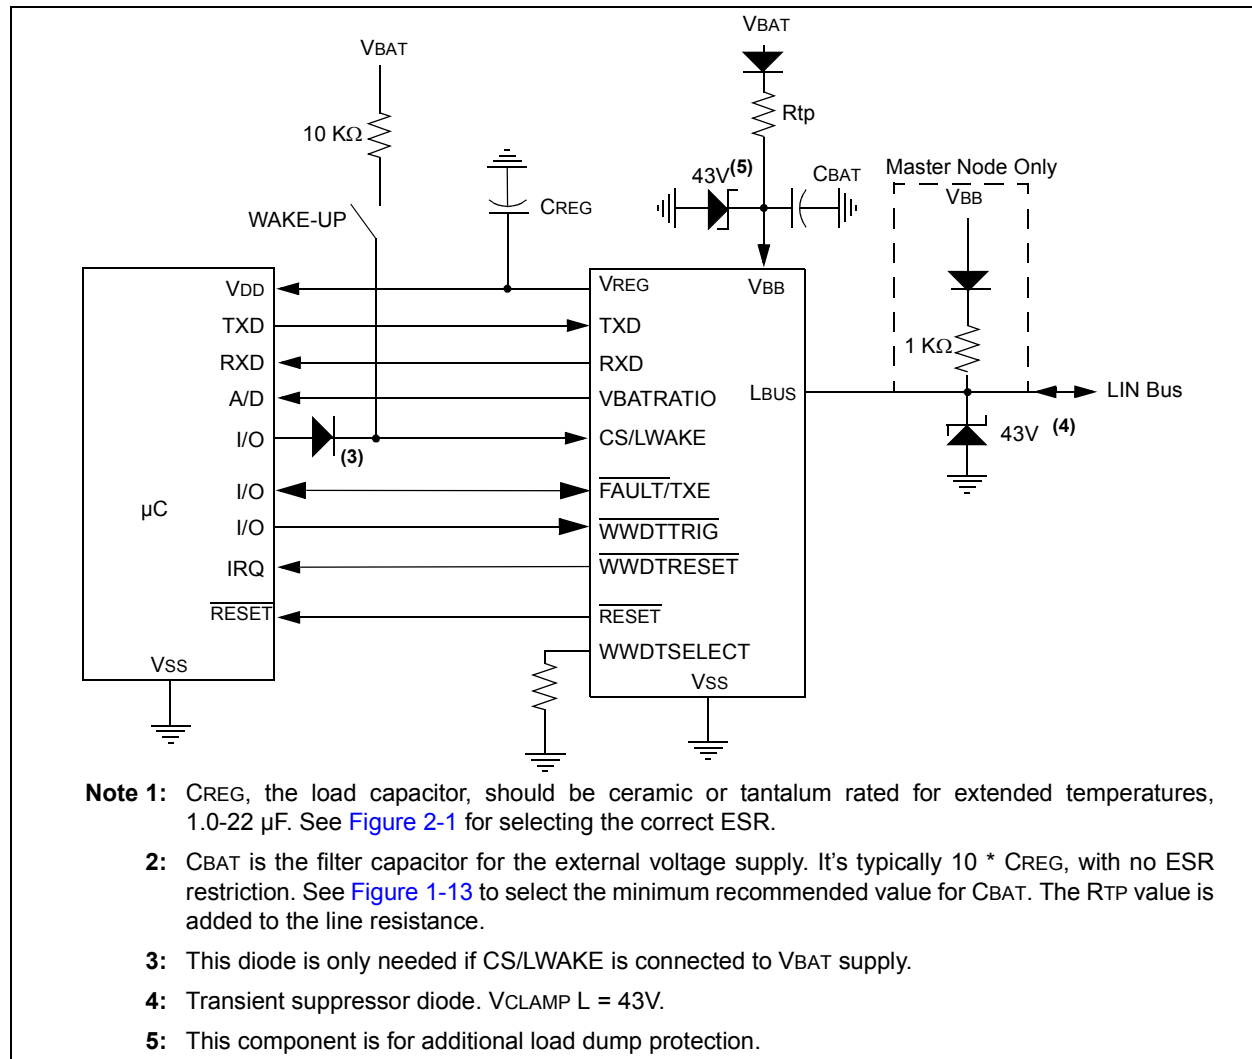 VBAT
VBAT
Rtp
10 KΩ
43V(5)
CBAT
Master Node Only
VBB
CREG
WAKE-UP
VDD
VREG
VBB
TXD
TXD
RXD
RXD
1 KΩ
A/D
VBATRATIO
LBUS
LIN Bus
I/O
(3)
CS/LWAKE
43V (4)
I/O
FAULT/TXE
µC
I/O
WWDTTRIG
IRQ
WWDTRESET
RESET
RESET
WWDTSELECT
VSS
VSS
Note 1: CREG, the load capacitor, should be ceramic or tantalum rated for extended temperatures,
1.0-22 µF. See Figure 2-1 for selecting the correct ESR.
2: CBAT is the filter capacitor for the external voltage supply. It’s typically 10 * CREG, with no ESR
restriction. See Figure 1-13 to select the minimum recommended value for CBAT. The RTP value is
added to the line resistance.
3: This diode is only needed if CS/LWAKE is connected to VBAT supply.
4: Transient suppressor diode. VCLAMP L = 43V.
5: This component is for additional load dump protection.